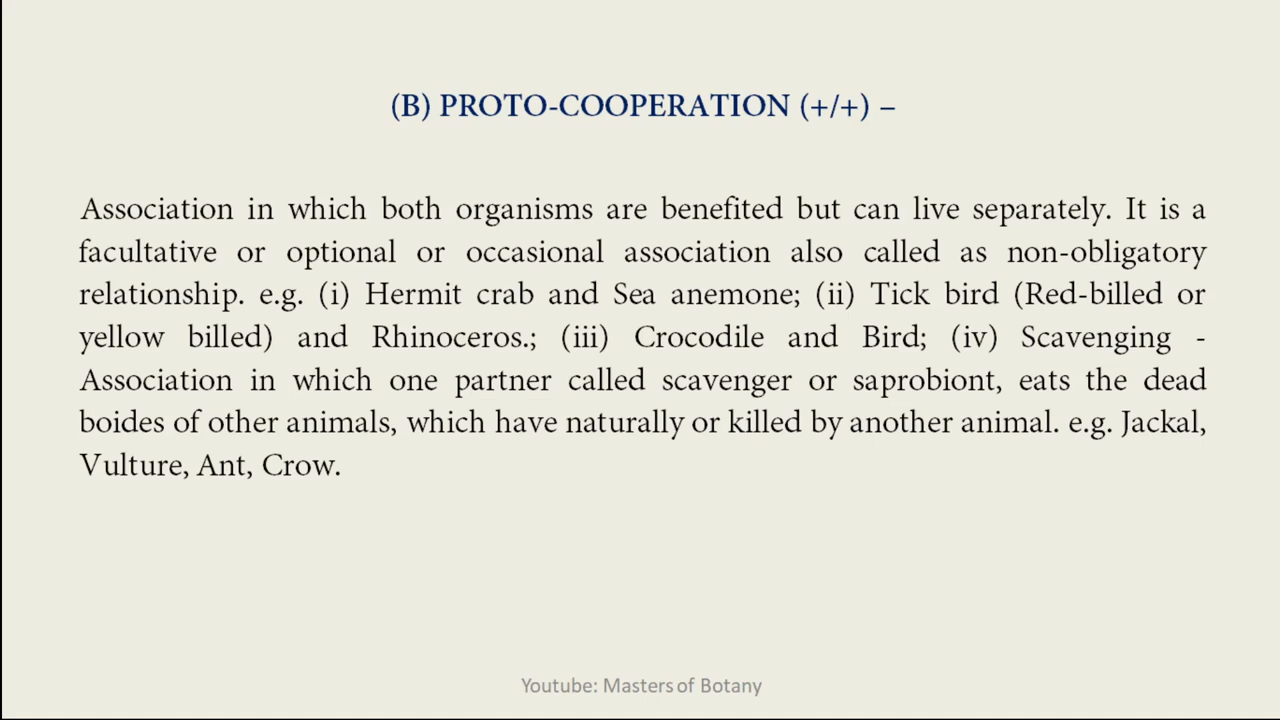 (B) PROTO-COOPERATION (+/+) –
Association in which both organisms are benefited but can live separately. It is a
facultative or optional or occasional association also called as non-obligatory
relationship. e.g. (i) Hermit crab and Sea anemone; (ii) Tick bird (Red-billed or
yellow billed) and Rhinoceros.; (iii) Crocodile and Bird; (iv) Scavenging -
Association in which one partner called scavenger or saprobiont, eats the dead
boides of other animals, which have naturally or killed by another animal. e.g. Jackal,
Vulture, Ant, Crow.
Youtube: Masters of Botany